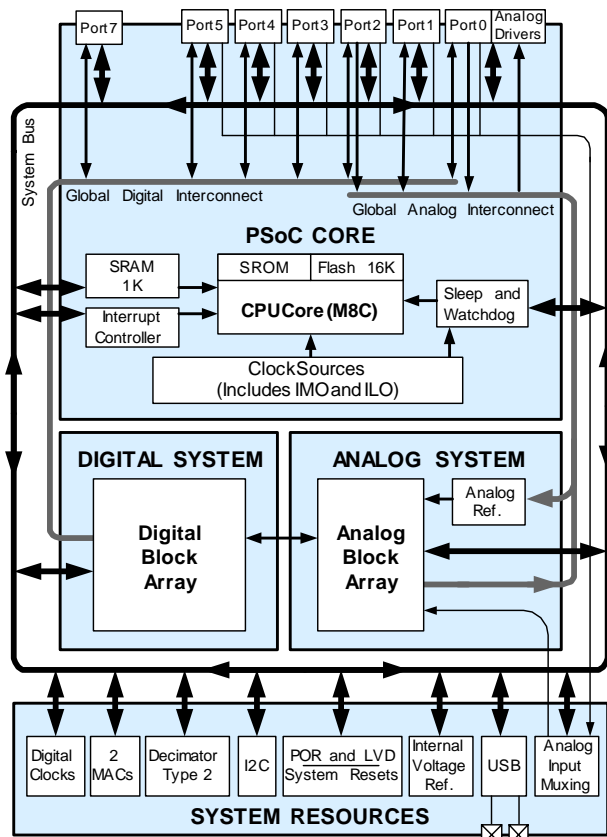 Port7 Port5 Port4 Port3 Port2 Port1 Port0 Analog Drivers
System Bus
Global Digital Interconnect
Global Analog Interconnect
PSoC CORE
SRAM 1K
SROM Flash 16K
CPUCore (M8C)
Sleep and Watchdog
Interrupt Controller
ClockSources
(Includes IMO and ILO)
DIGITAL SYSTEM
ANALOG SYSTEM
Digital Block Array
Analog Block Array
Analog Ref.
Digital Clocks
2 MACs
Decimator Type 2
I2C
POR and LVD
System Resets
Internal Voltage Ref.
USB
Analog Input Muxing
SYSTEM RESOURCES